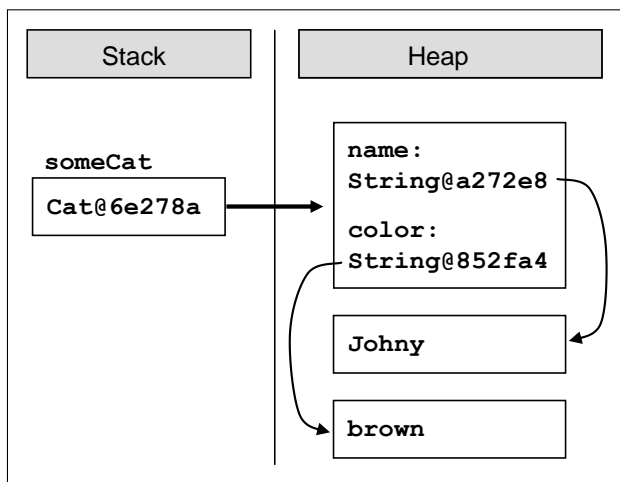 Stack
Heap
someCat
Cat@6e278a
name:
String@a272e8
color:
String@852fa4
Johny
brown